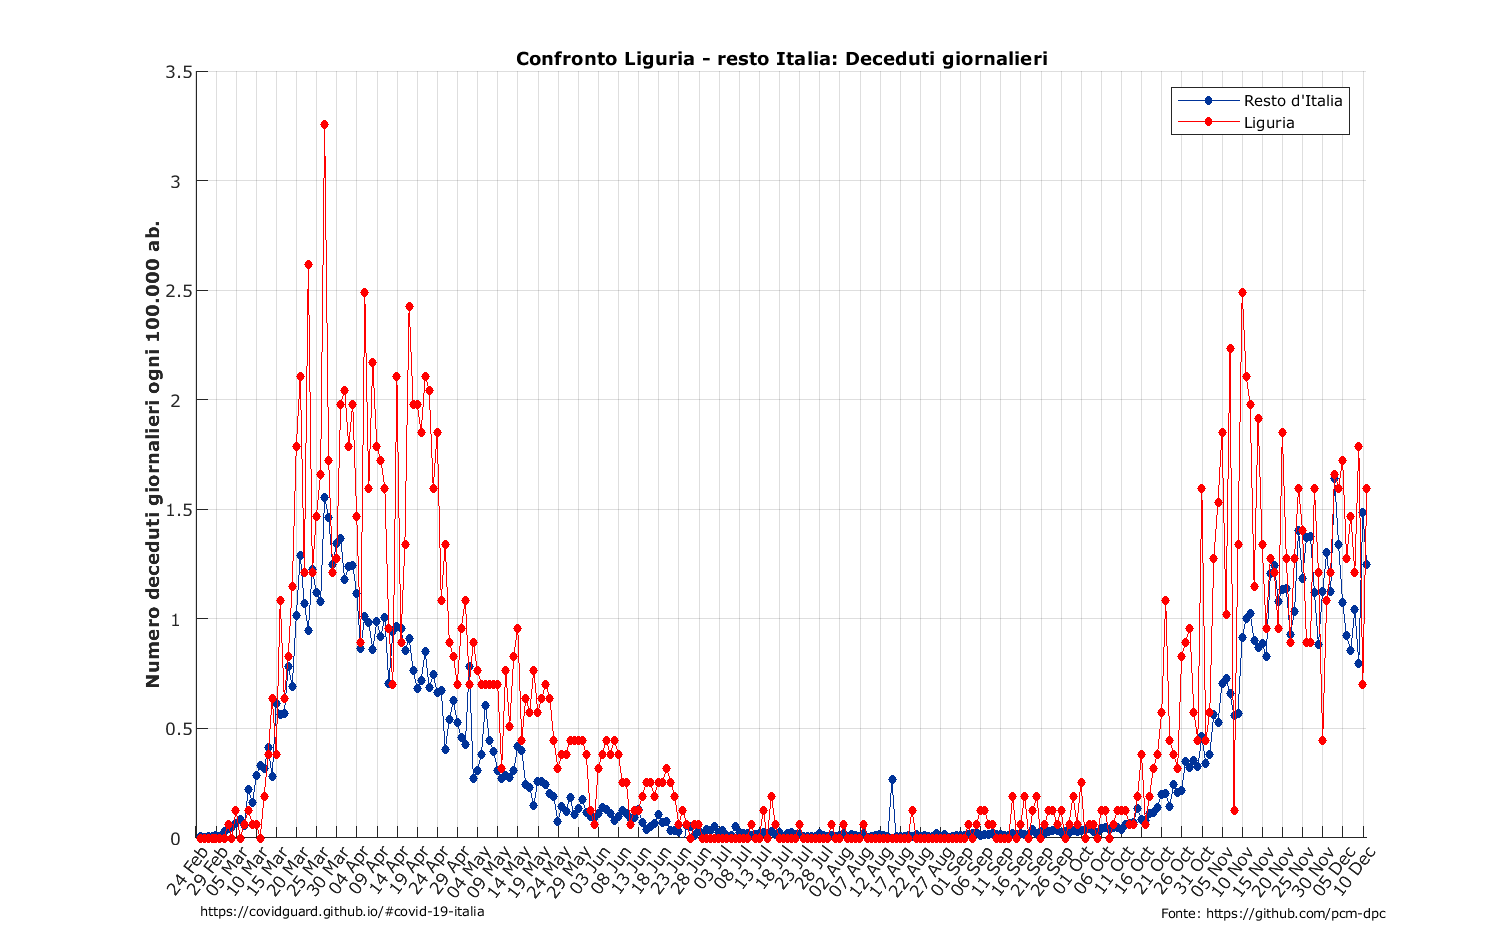 Confronto Liguria - resto Italia: Deceduti giornalieri
Resto d'Italia
Liguria
Numero deceduti giornalieri ogni 100.000 ab.
3.5
3
2.5
2
1.5
1
0.5
0
24 Feb
29 Feb
05 Mar
10 Mar
15 Mar
20 Mar
25 Mar
30 Mar
04 Apr
09 Apr
14 Apr
19 Apr
24 Apr
29 Apr
04 May
09 May
14 May
19 May
24 May
29 May
03 Jun
08 Jun
13 Jun
18 Jun
23 Jun
28 Jun
03 Jul
08 Jul
13 Jul
18 Jul
23 Jul
28 Jul
02 Aug
07 Aug
12 Aug
17 Aug
22 Aug
27 Aug
01 Sep
06 Sep
11 Sep
16 Sep
21 Sep
26 Sep
01 Oct
06 Oct
11 Oct
16 Oct
21 Oct
26 Oct
31 Oct
05 Nov
10 Nov
15 Nov
20 Nov
25 Nov
30 Nov
05 Dec
10 Dec
https://covidguard.github.io/#covid-19-italia
Fonte: https://github.com/pcm-dpc